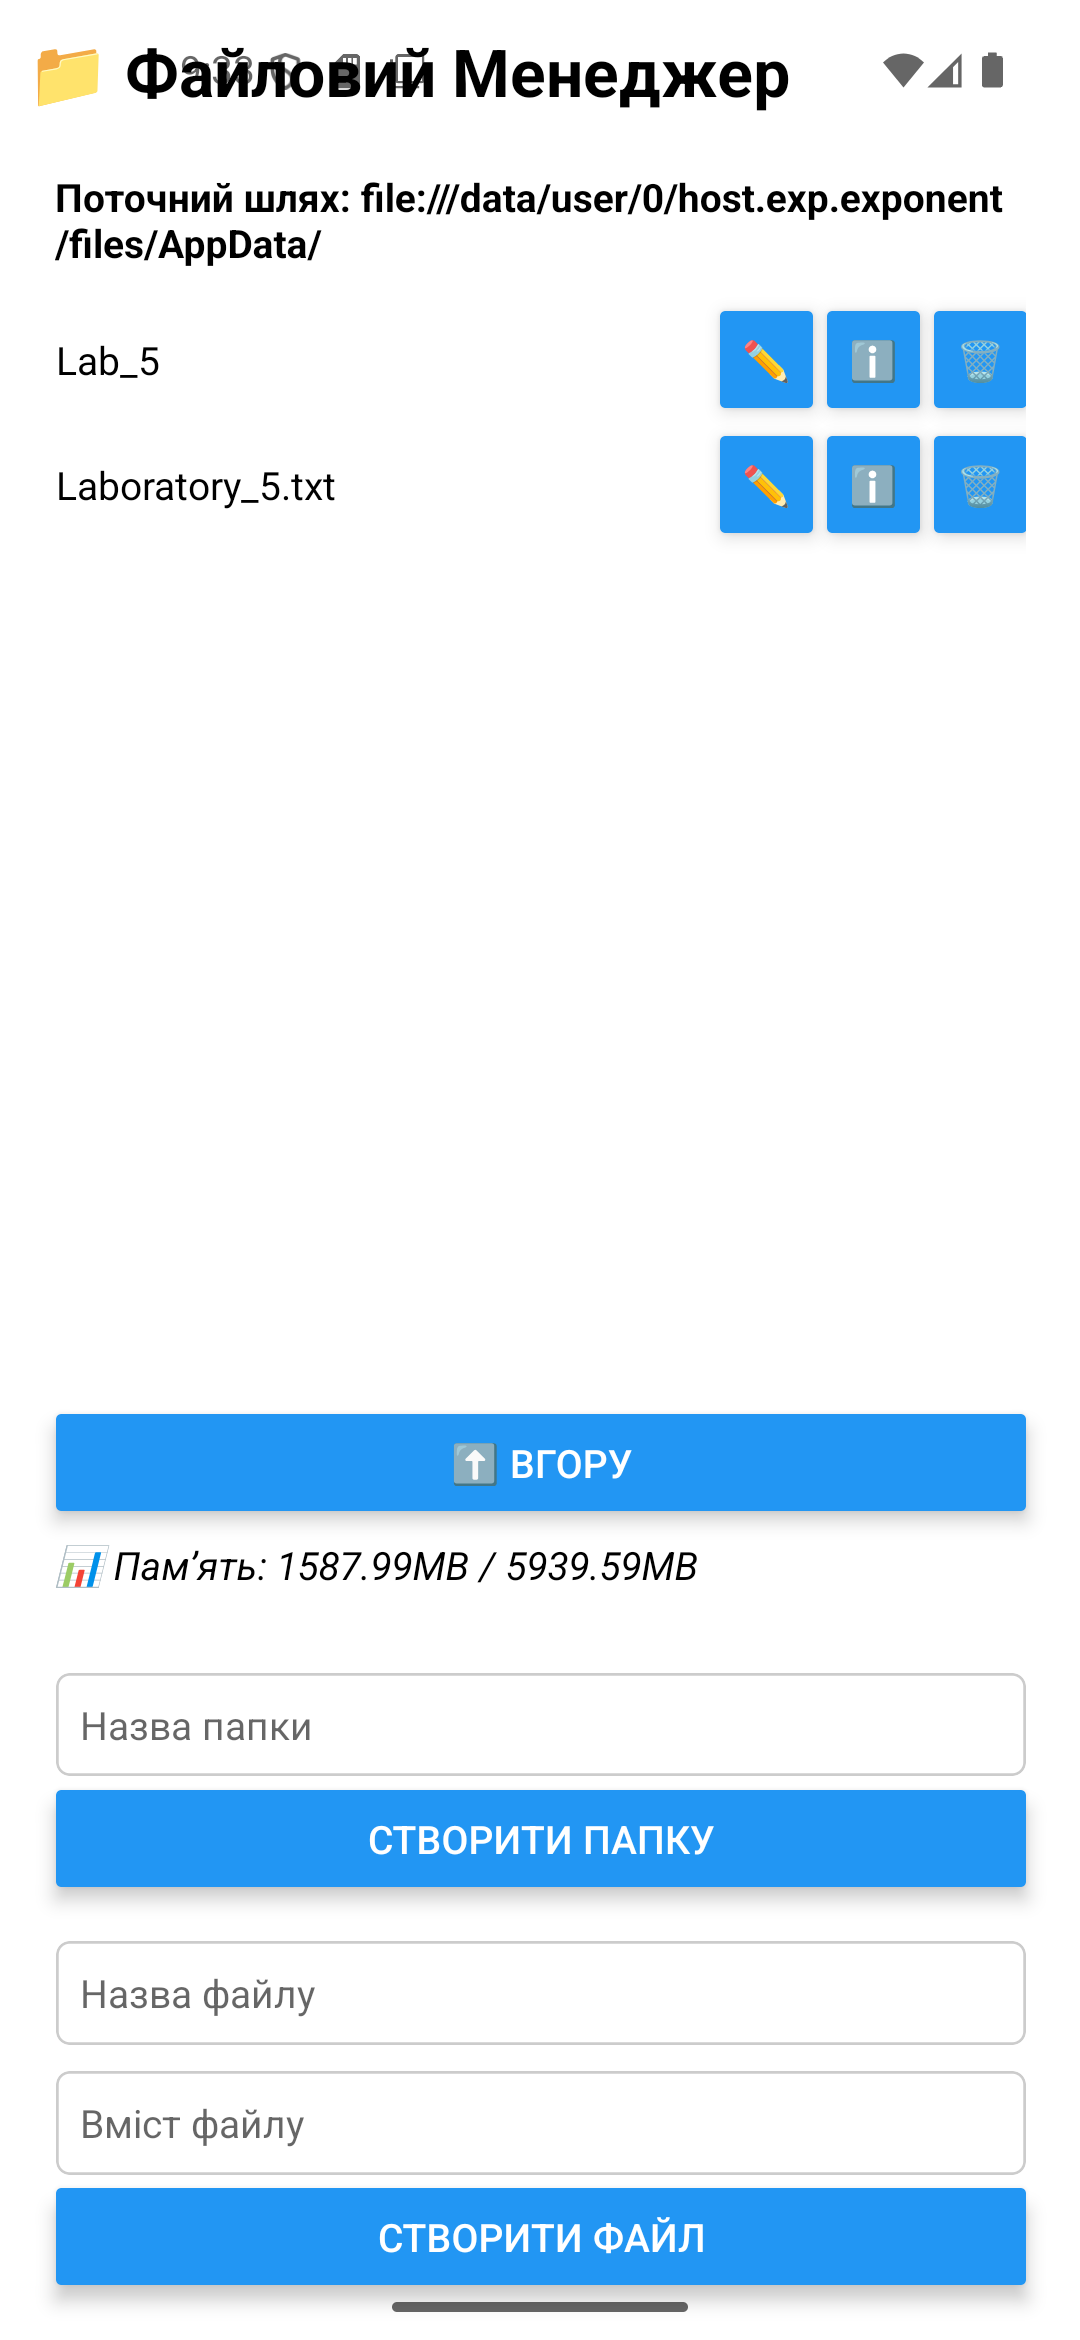 📁 Файловий Менеджер
Поточний шлях: file:///data/user/0/host.exp.exponent
/files/AppData/
Lab_5
Laboratory_5.txt
⬆️ ВГОРУ
📊 Пам’ять: 1587.99MB / 5939.59MB
Назва папки
СТВОРИТИ ПАПКУ
Назва файлу
Вміст файлу
СТВОРИТИ ФАЙЛ